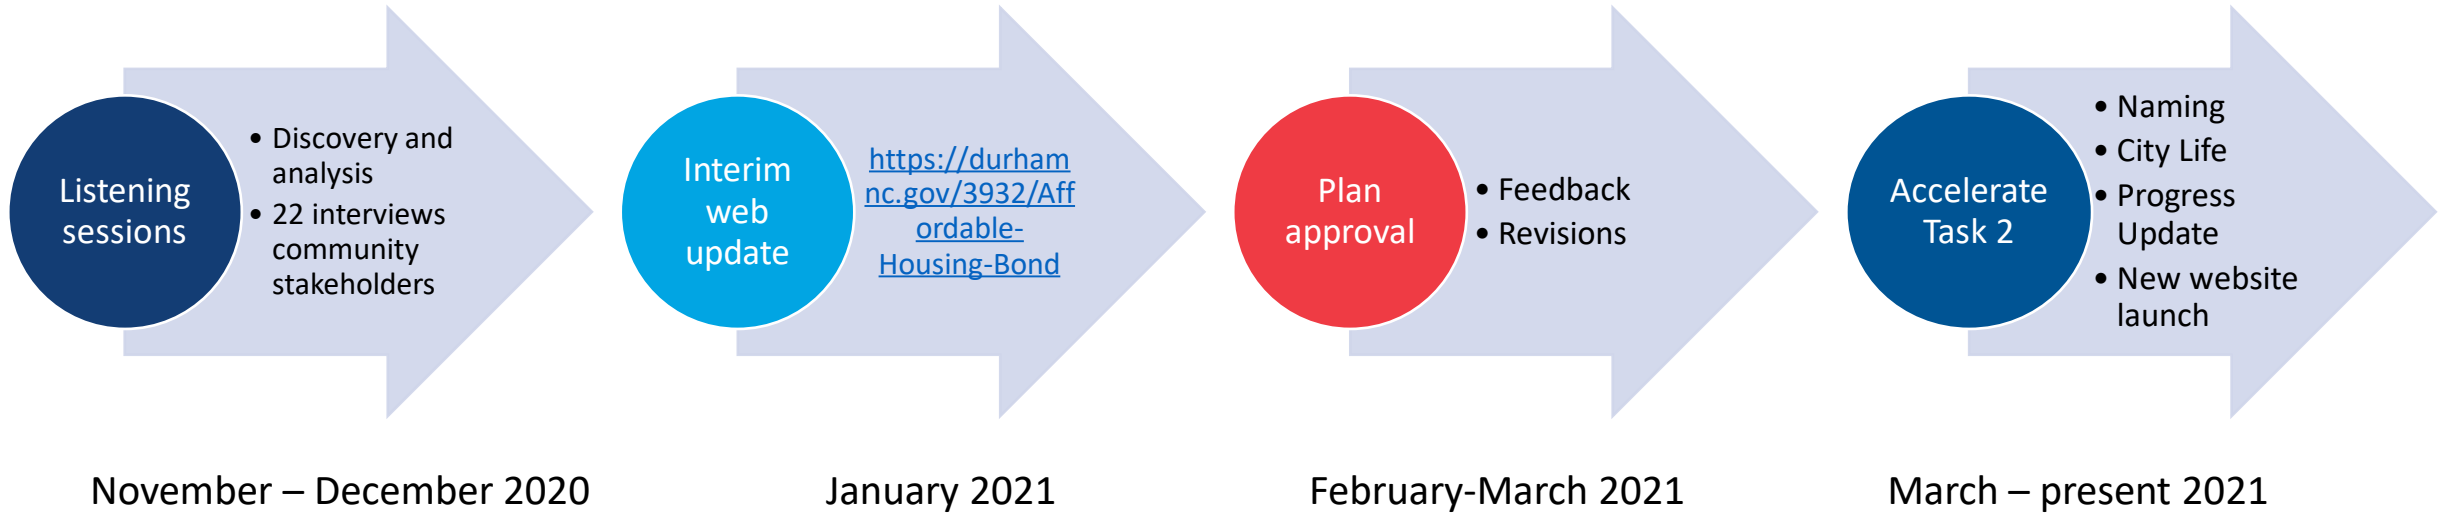 Listening
sessions
• Discovery and
analysis
• 22 interviews
community
stakeholders
November – December 2020
Interim
web
update
https://durham
nc.gov/3932/Aff
ordable-
Housing-Bond
January 2021
Plan
approval
• Feedback
• Revisions
February-March 2021
Accelerate
Task 2
• Naming
• City Life
• Progress
Update
• New website
launch
March – present 2021